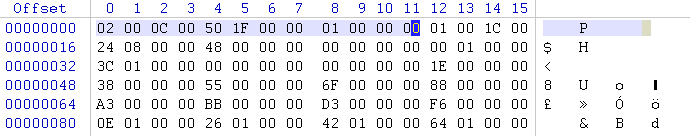 Offset 0 1 2 3 4 5 6 7 8 9 10 11 12 13 14 15
00000000 02 00 0C 00 50 1F 00 00 01 00 00 00 01 00 1C 00 P
00000016 24 08 00 00 48 00 00 00 00 00 00 00 00 01 00 00 $ H
00000032 3C 01 00 00 00 00 00 00 00 00 00 00 1E 00 00 00 <
00000048 38 00 00 00 55 00 00 00 6F 00 00 00 88 00 00 00 8 U o ˆ
00000064 A3 00 00 00 BB 00 00 00 D3 00 00 00 F6 00 00 00 £ » Ó ö
00000080 0E 01 00 00 26 01 00 00 42 01 00 00 64 01 00 00 & B d